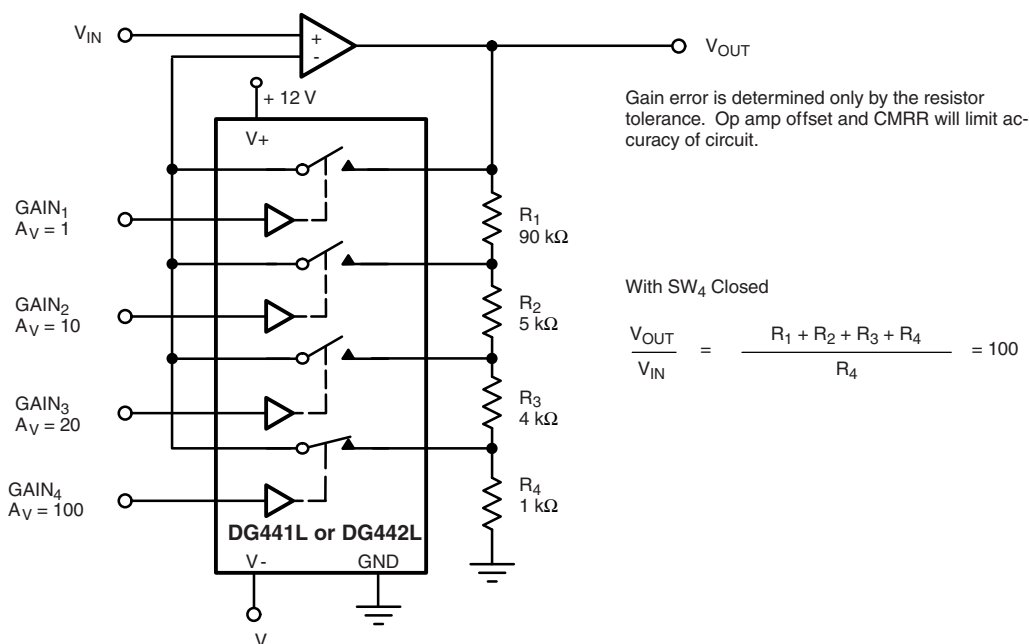 V_IN
+
-
V_OUT
+ 12 V
V+
Gain error is determined only by the resistor
tolerance. Op amp offset and CMRR will limit ac-
curacy of circuit.
GAIN_1
A_V = 1
R_1
90 kΩ
GAIN_2
A_V = 10
R_2
5 kΩ
With SW_4 Closed
V_OUT
V_IN
=
R_1 + R_2 + R_3 + R_4
R_4
= 100
GAIN_3
A_V = 20
R_3
4 kΩ
GAIN_4
A_V = 100
R_4
1 kΩ
DG441L or DG442L
V -
GND
V